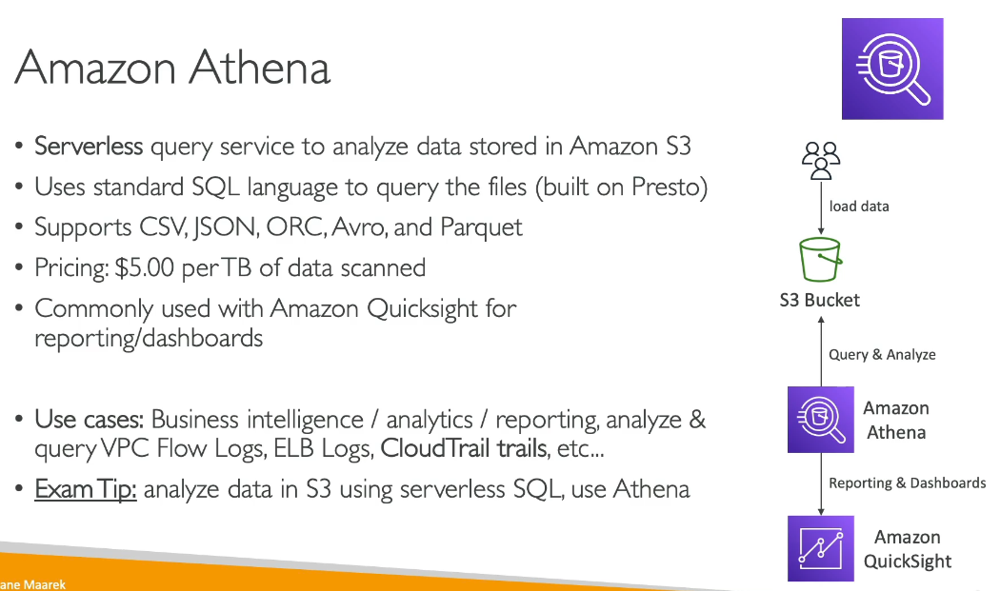 Amazon Athena
• Serverless query service to analyze data stored in Amazon S3
• Uses standard SQL language to query the files (built on Presto)
• Supports CSV, JSON, ORC, Avro, and Parquet
• Pricing: $5.00 per TB of data scanned
• Commonly used with Amazon Quicksight for
reporting/dashboards
• Use cases: Business intelligence / analytics / reporting, analyze &
query VPC Flow Logs, ELB Logs, CloudTrail trails, etc...
• Exam Tip: analyze data in S3 using serverless SQL, use Athena
load data
S3 Bucket
Query & Analyze
Amazon
Athena
Reporting & Dashboards
Amazon
QuickSight
ane Maarek